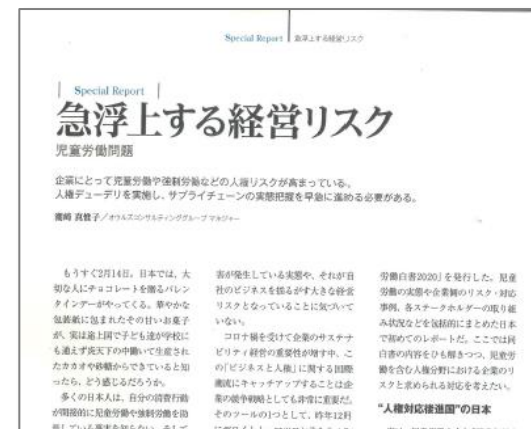 Special Report 急浮上する経営リスク
Special Report
急浮上する経営リスク
児童労働問題
企業にとって児童労働や強制労働などの人権リスクが高まっている。
人権デューデリを実施し、サプライチェーンの実態把握を早急に進める必要がある。
真惟子/オウルズコンサルティンググループ マネジャー
もうすぐ2月14日。日本では、大
切な人にチョコレートを贈るバレン
タインデーがやってくる。華やかな
包装紙に包まれたその甘いお菓子
が、実は途上国で子ども達が学校に
も通えず炎天下の中働いて生産され
たカカオや砂糖からできていると知
ったら、どう感じるだろうか。
多くの日本人は、自分の消費行動
が間接的に児童労働や強制労働を助
害が発生している実態や、それが自
社のビジネスを揺るがす大きな経営
リスクとなっていることに気づいて
いない。
コロナ禍を受けて企業のサステナ
ビリティ経営の重要性が増す中、こ
の「ビジネスと人権」に関する国際
潮流にキャッチアップすることは企
業の競争戦略としても非常に重要だ。
そのツールの1つとして、昨年12月
労働白書2020』を発行した。児童
労働の実態や企業側のリスク・対応
事例、各ステークホルダーの取り組
み状況などを包括的にまとめた日本
で初めてのレポートだ。ここでは同
白書の内容をひも解きつつ、児童労
働を含む人権分野における企業のリ
スクと求められる対応を考えたい。
"人権対応後進国"の日本